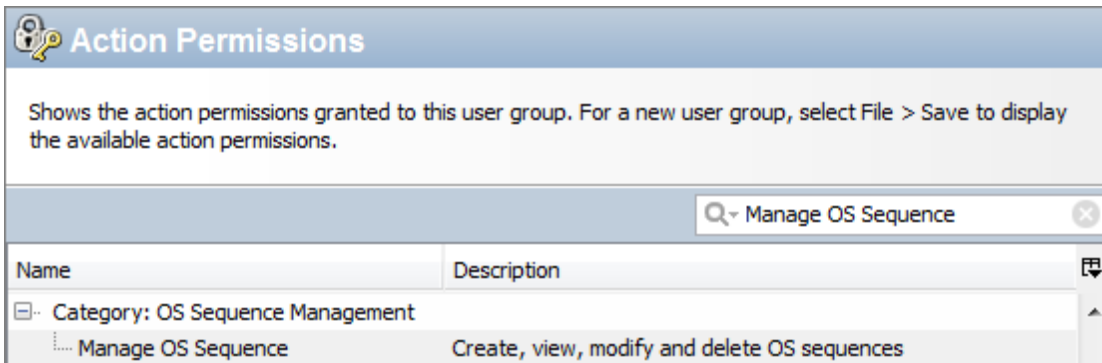 Action Permissions
Shows the action permissions granted to this user group. For a new user group, select File > Save to display
the available action permissions.
Manage OS Sequence
Name Description
Category: OS Sequence Management
Manage OS Sequence Create, view, modify and delete OS sequences